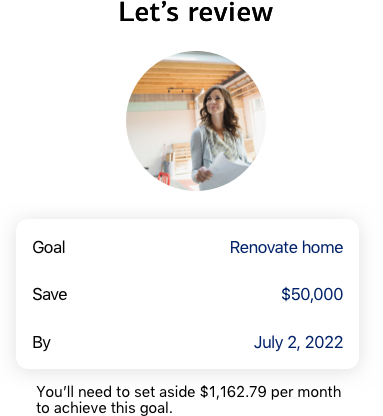 Let’s review
Goal Renovate home
Save $50,000
By July 2, 2022
You’ll need to set aside $1,162.79 per month
to achieve this goal.